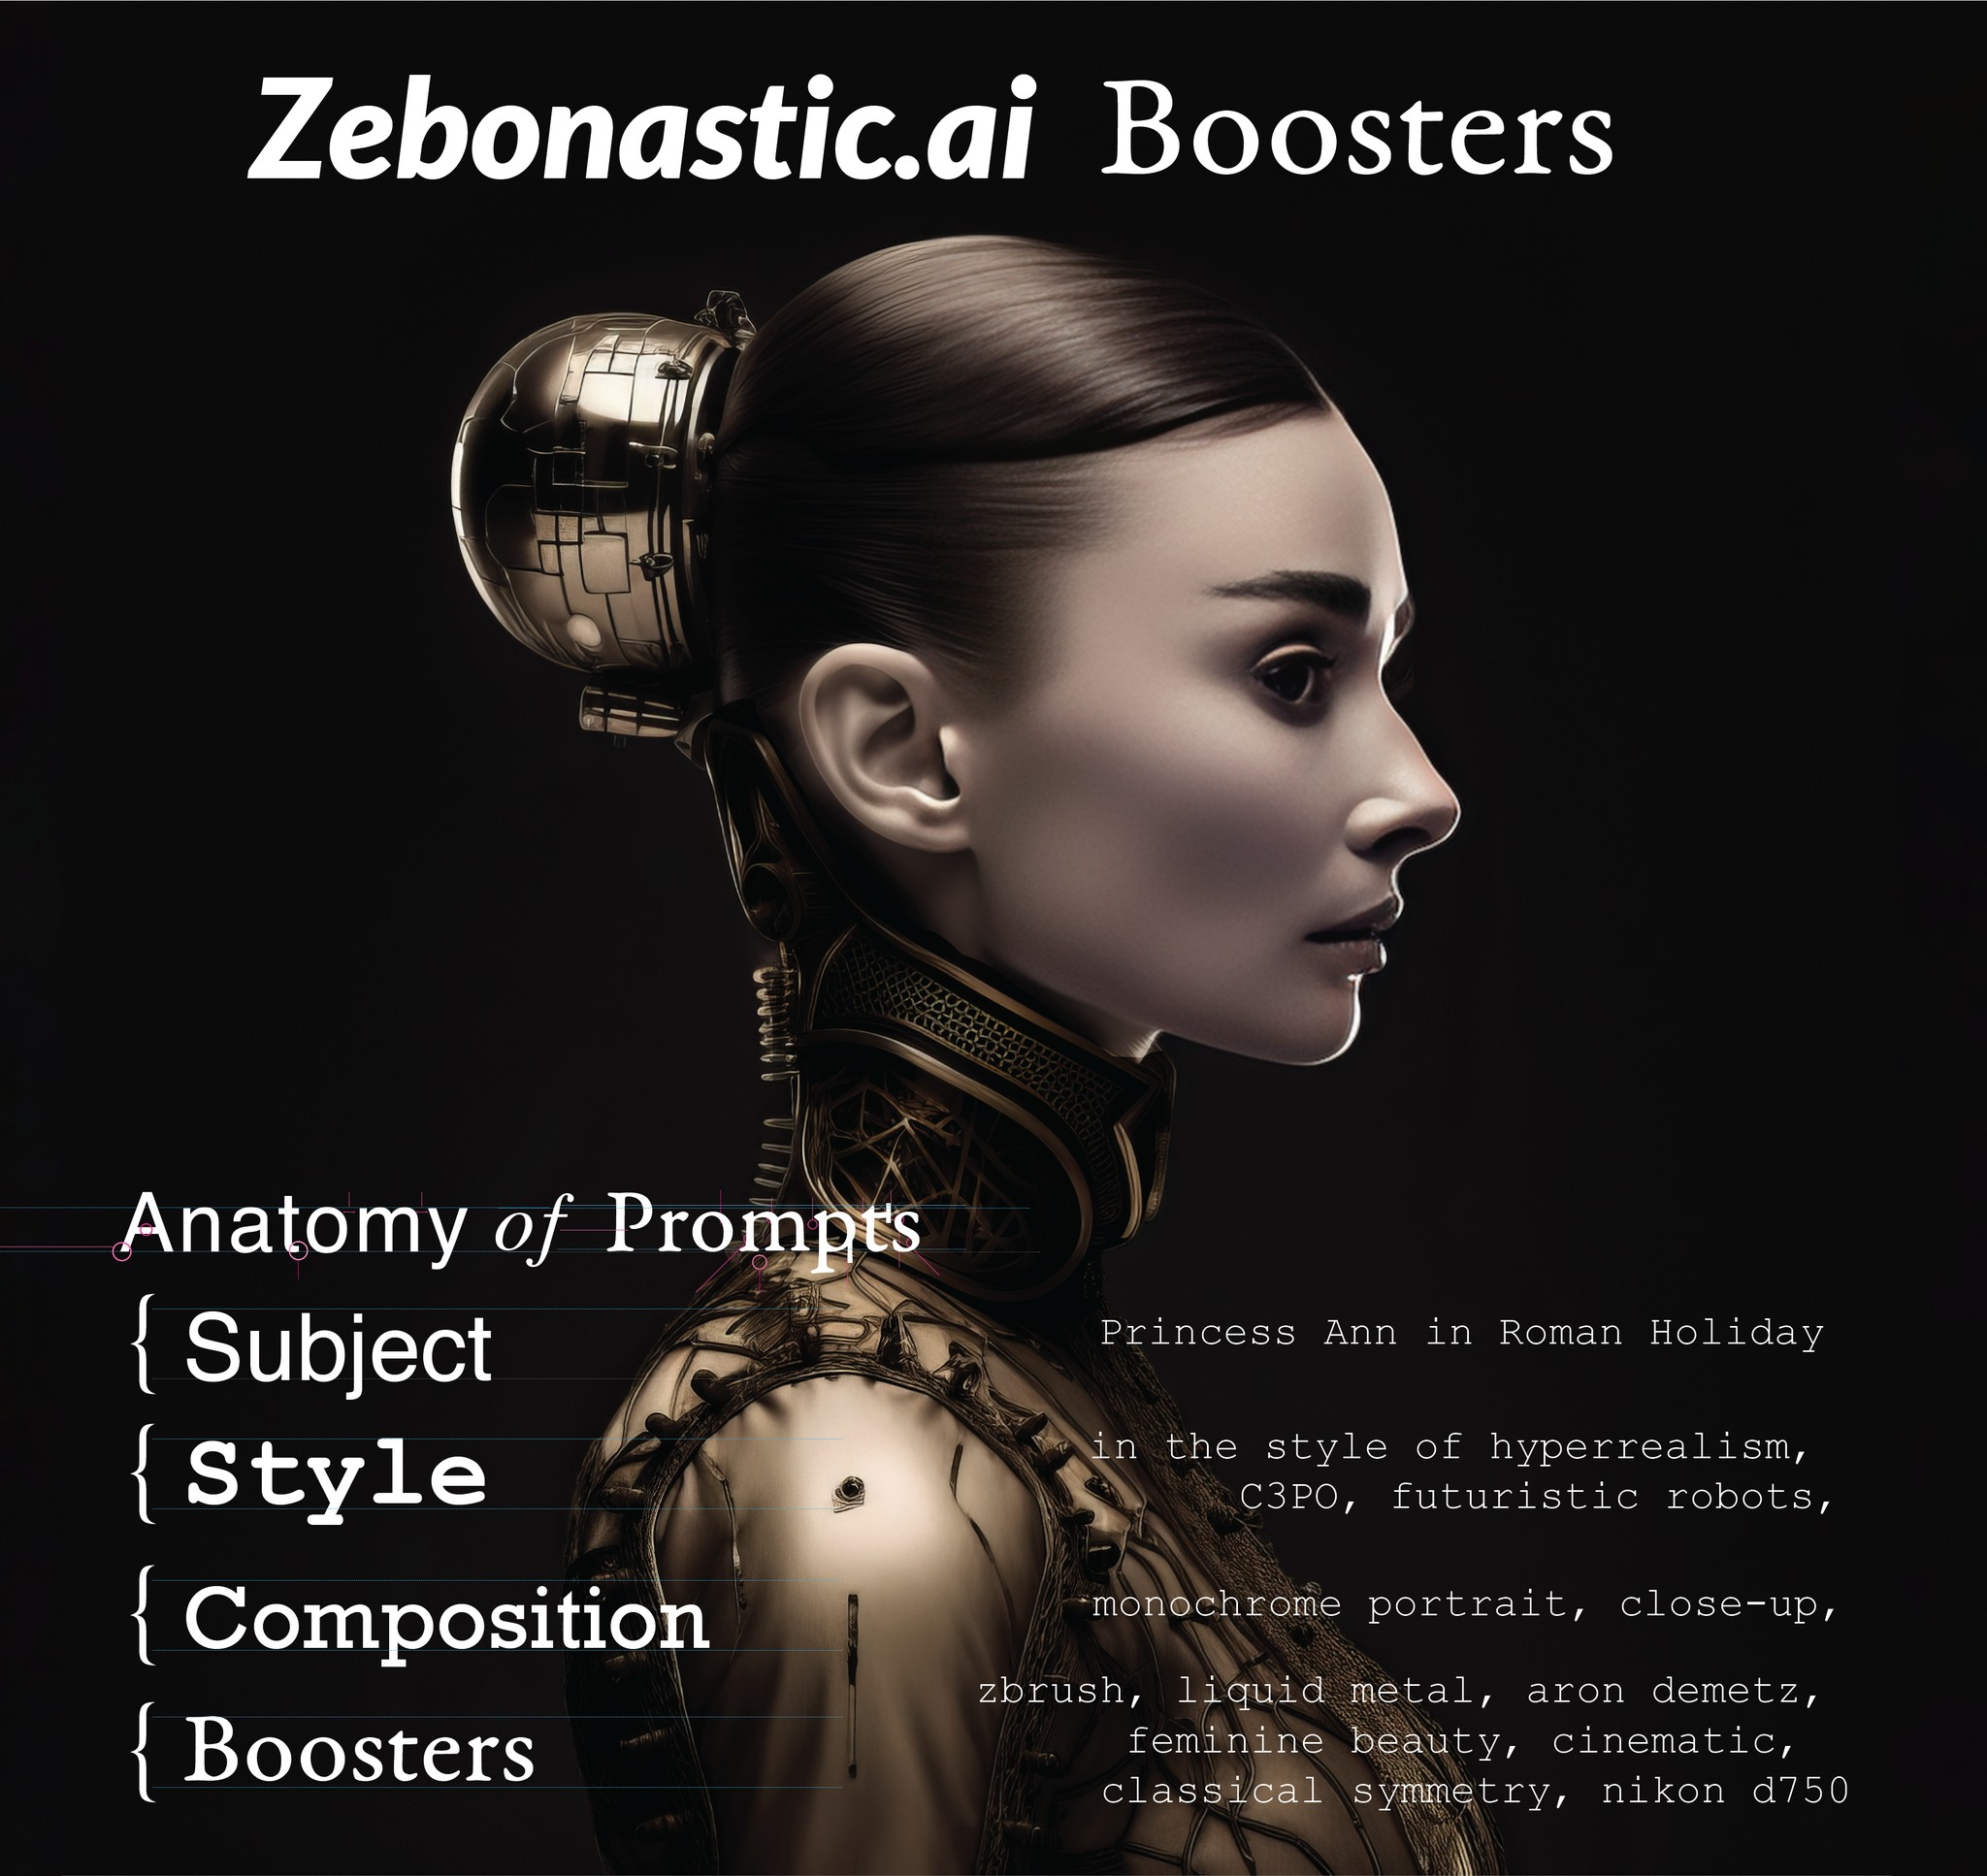 Zebonastic.ai Boosters
Anatomy of Prompts
{ Subject
Princess Ann in Roman Holiday
{ Style
in the style of hyperrealism,
C3PO, futuristic robots,
{ Composition
monochrome portrait, close-up,
{ Boosters
zbrush, liquid metal, aron demetz,
feminine beauty, cinematic,
classical symmetry, nikon d750